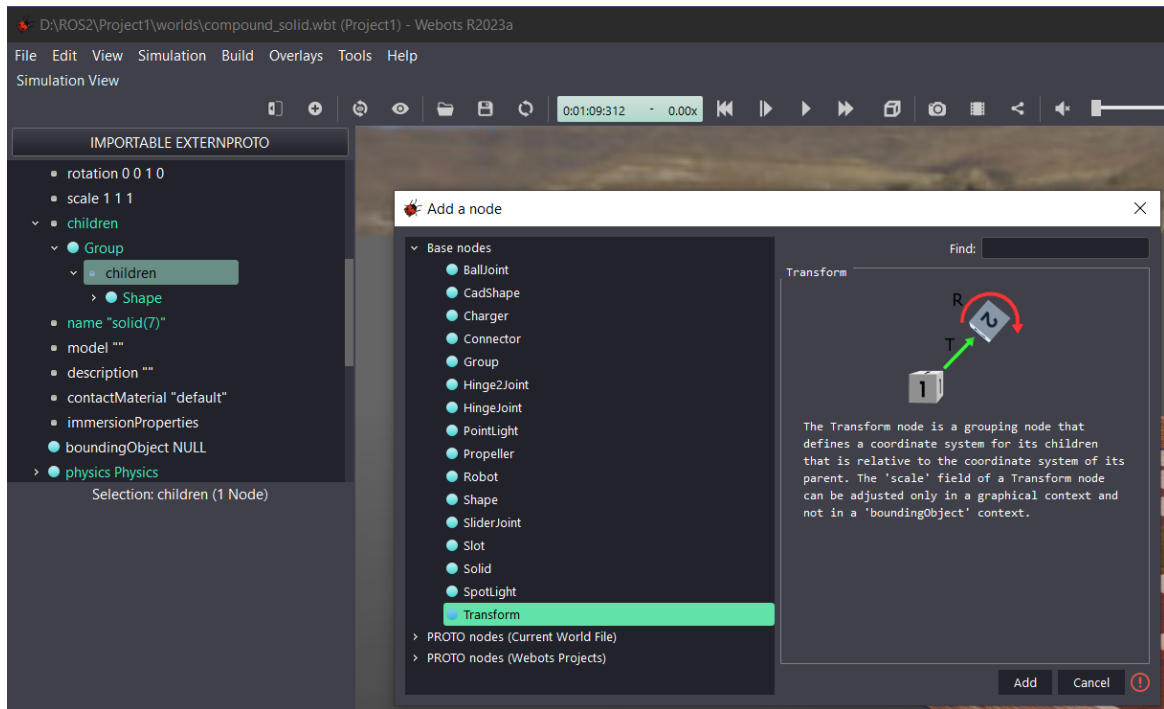 D:\ROS2\Project1\worlds\compound_solid.wbt (Project1) - Webots R2023a
File Edit View Simulation Build Overlays Tools Help
Simulation View
0:01:09:312 - 0.00x
IMPORTABLE EXTERNPROTO
rotation 0 0 1 0
scale 1 1 1
children
Group
children
Shape
name "solid(7)"
model ""
description ""
contactMaterial "default"
immersionProperties
boundingObject NULL
physics Physics
Selection: children (1 Node)
Add a node
Base nodes
BallJoint
CadShape
Charger
Connector
Group
Hinge2Joint
HingeJoint
PointLight
Propeller
Robot
Shape
SliderJoint
Slot
Solid
SpotLight
Transform
PROTO nodes (Current World File)
PROTO nodes (Webots Projects)
Find:
Transform
R
2
T
1
1
The Transform node is a grouping node that
defines a coordinate system for its children
that is relative to the coordinate system of its
parent. The 'scale' field of a Transform node
can be adjusted only in a graphical context and
not in a 'boundingObject' context.
Add Cancel